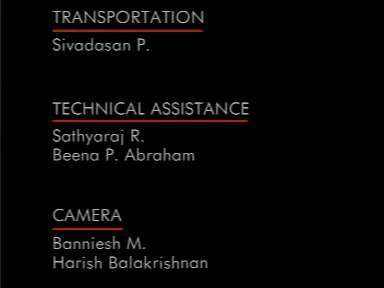 TRANSPORTATION
Sivadasan P.
TECHNICAL ASSISTANCE
Sathyaraj R.
Beena P. Abraham
CAMERA
Banniesh M.
Harish Balakrishnan